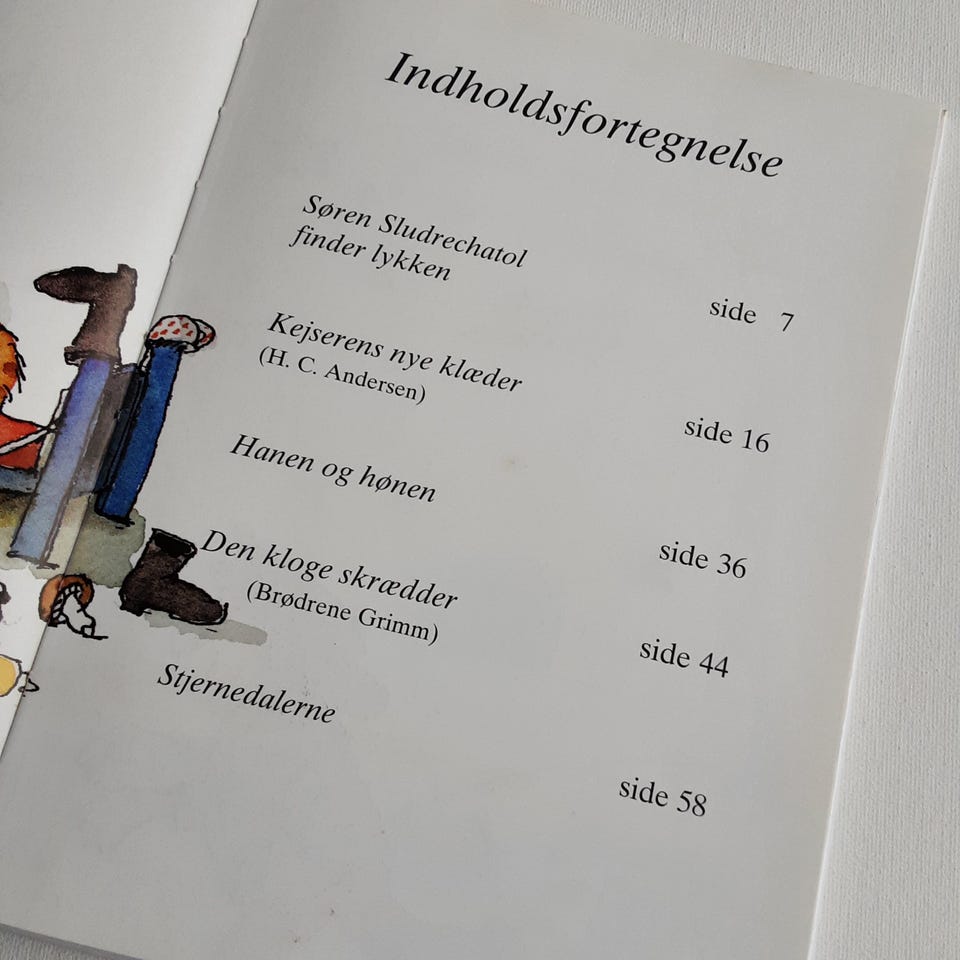 Indholdsfortegnelse
Søren Sludrechatol
finder lykken
side 7
Kejserens nye klæder
(H. C. Andersen)
side 16
Hanen og hønen
side 36
Den kloge skrædder
(Brødrene Grimm)
side 44
Stjernedalerne
side 58